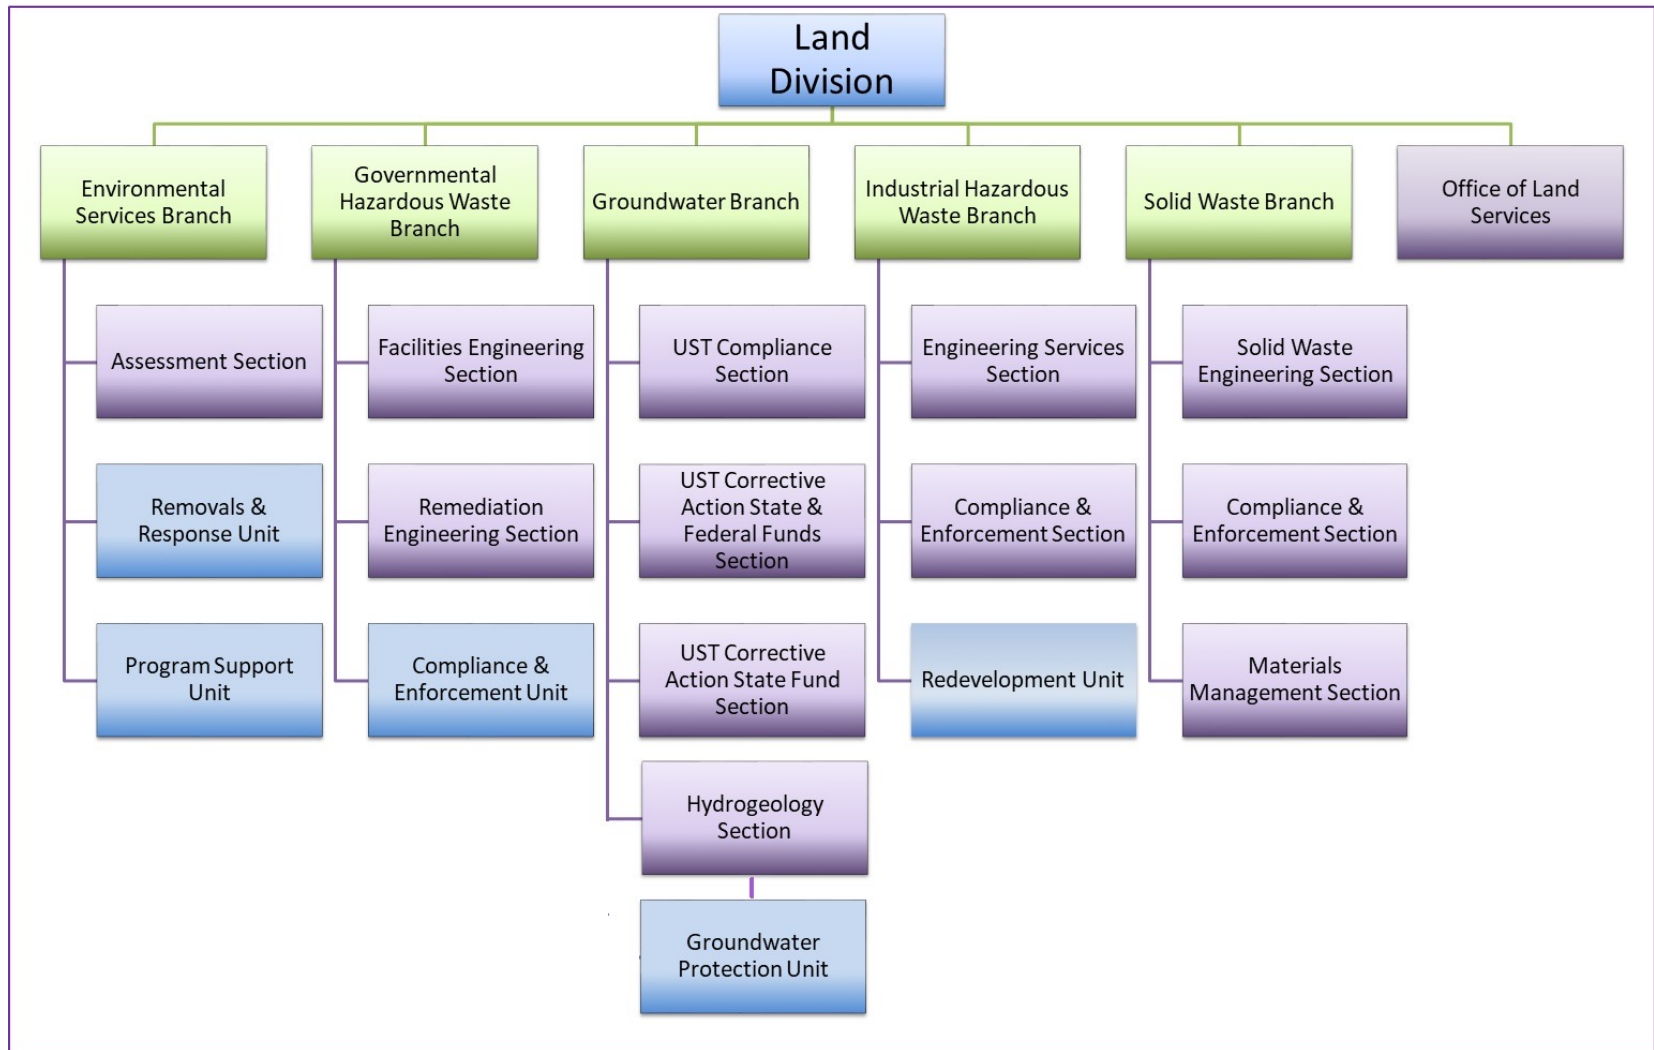 Land
Division
Environmental
Services Branch
Governmental
Hazardous Waste
Branch
Groundwater Branch
Industrial Hazardous
Waste Branch
Solid Waste Branch
Office of Land
Services
Assessment Section
Facilities Engineering
Section
UST Compliance
Section
Engineering Services
Section
Solid Waste
Engineering Section
Removals &
Response Unit
Remediation
Engineering Section
UST Corrective
Action State &
Federal Funds
Section
Compliance &
Enforcement Section
Compliance &
Enforcement Section
Program Support
Unit
Compliance &
Enforcement Unit
UST Corrective
Action State Fund
Section
Redevelopment Unit
Materials
Management Section
Hydrogeology
Section
Groundwater
Protection Unit